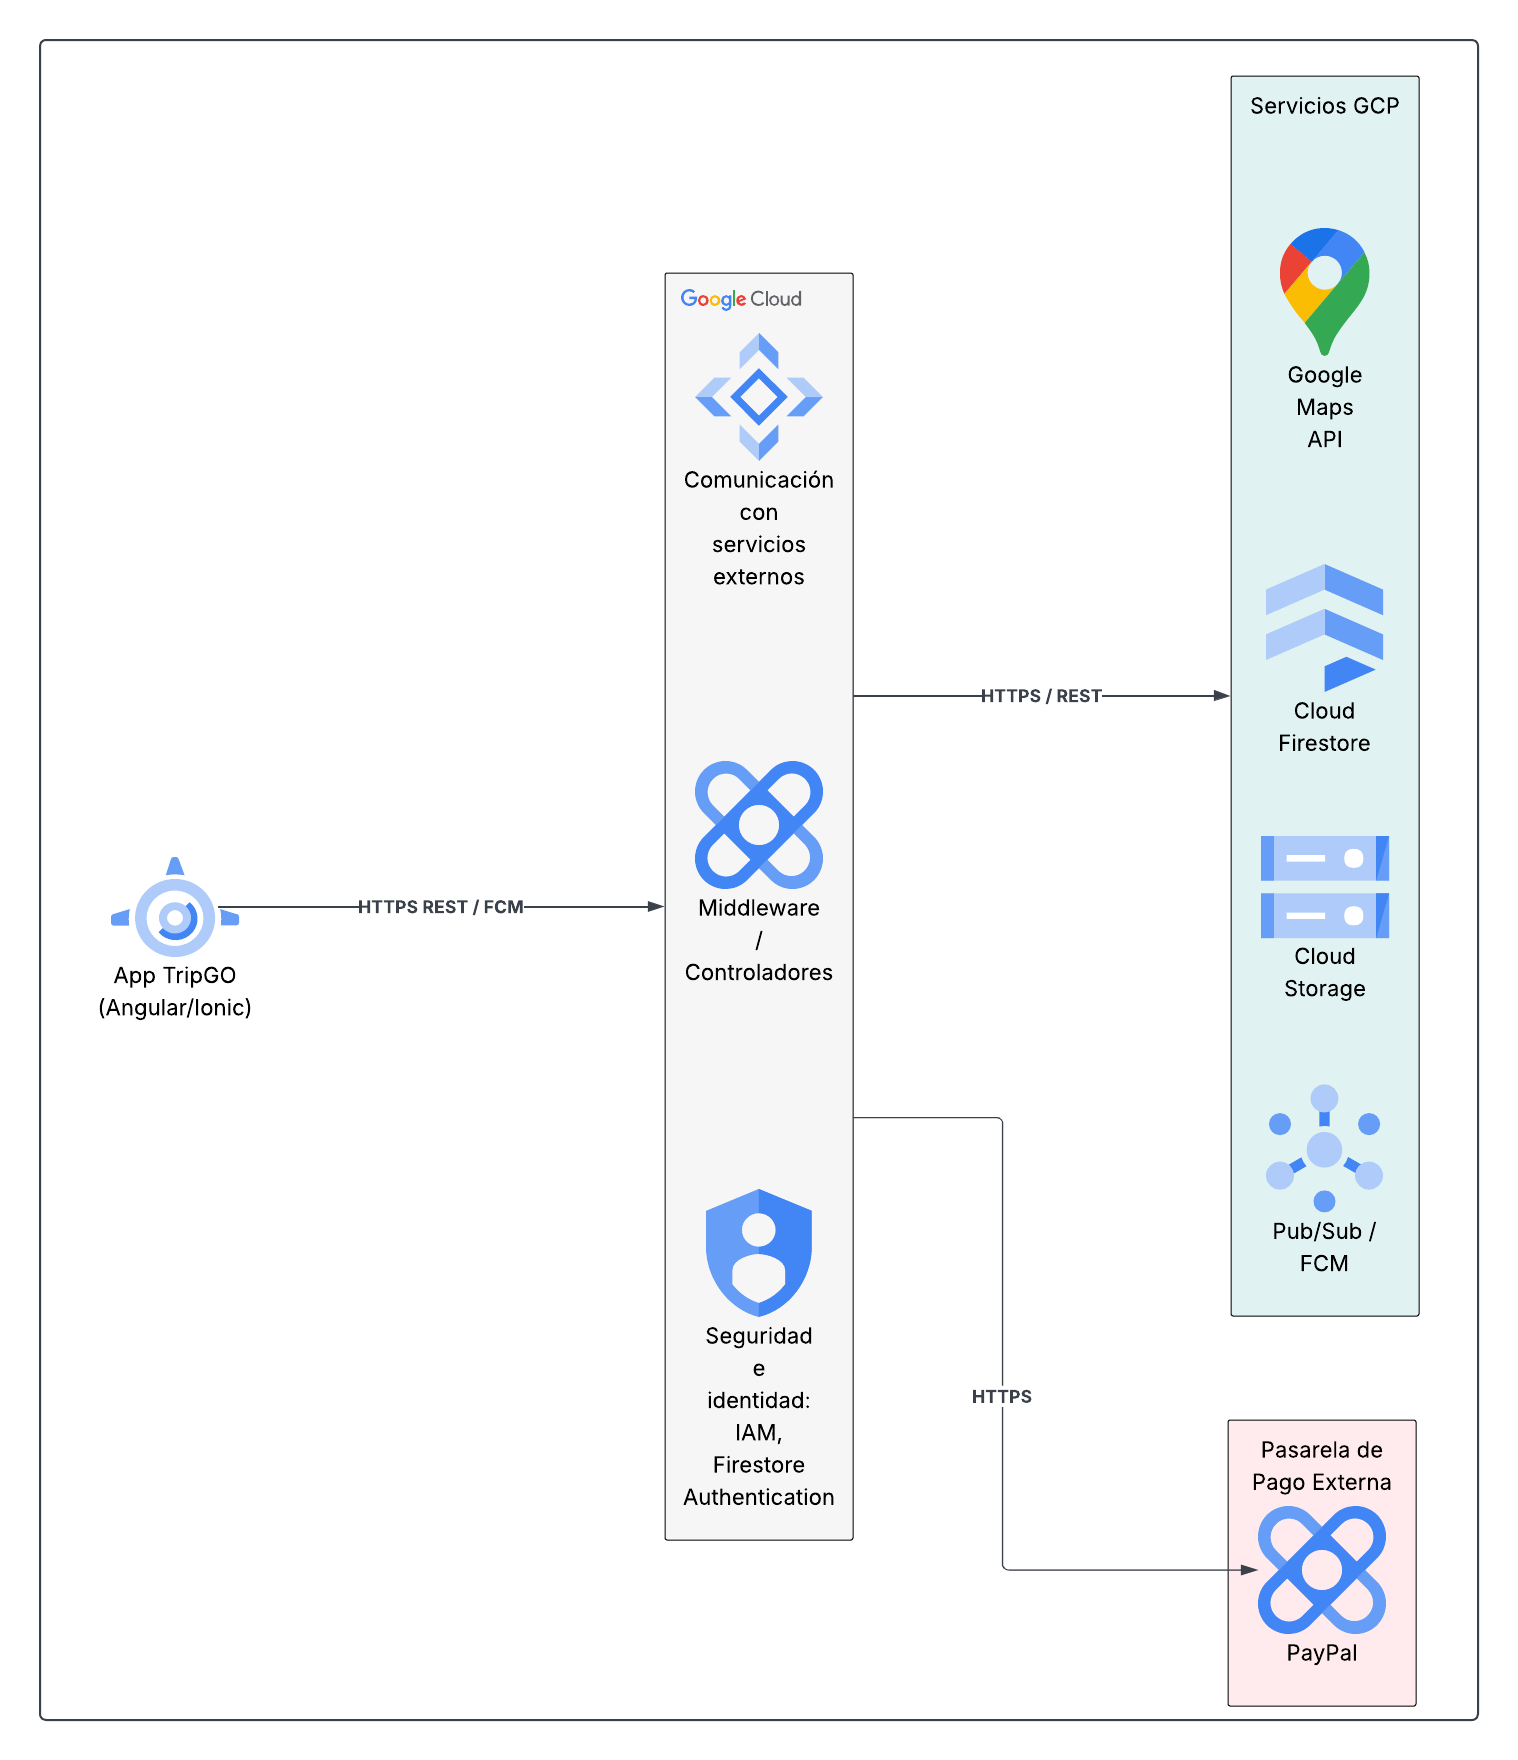 App TripGO
(Angular/Ionic)
HTTPS REST / FCM
Google Cloud
Comunicación
con
servicios
externos
Middleware
/
Controladores
Seguridad
e
identidad:
IAM,
Firestore
Authentication
HTTPS / REST
HTTPS
Servicios GCP
Google
Maps
API
Cloud
Firestore
Cloud
Storage
Pub/Sub /
FCM
Pasarela de
Pago Externa
PayPal